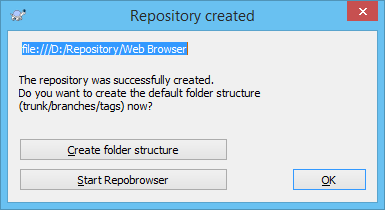 Repository created
file:///D:/Repository/Web Browser
The repository was successfully created.
Do you want to create the default folder structure
(trunk/branches/tags) now?
Create folder structure
Start Repobrowser
OK